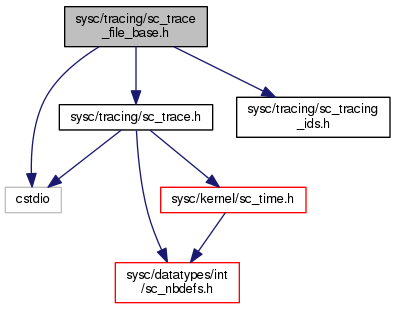 sysc/tracing/sc_trace
_file_base.h
sysc/tracing/sc_trace.h
sysc/tracing/sc_tracing
_ids.h
cstdio
sysc/kernel/sc_time.h
sysc/datatypes/int
/sc_nbdefs.h